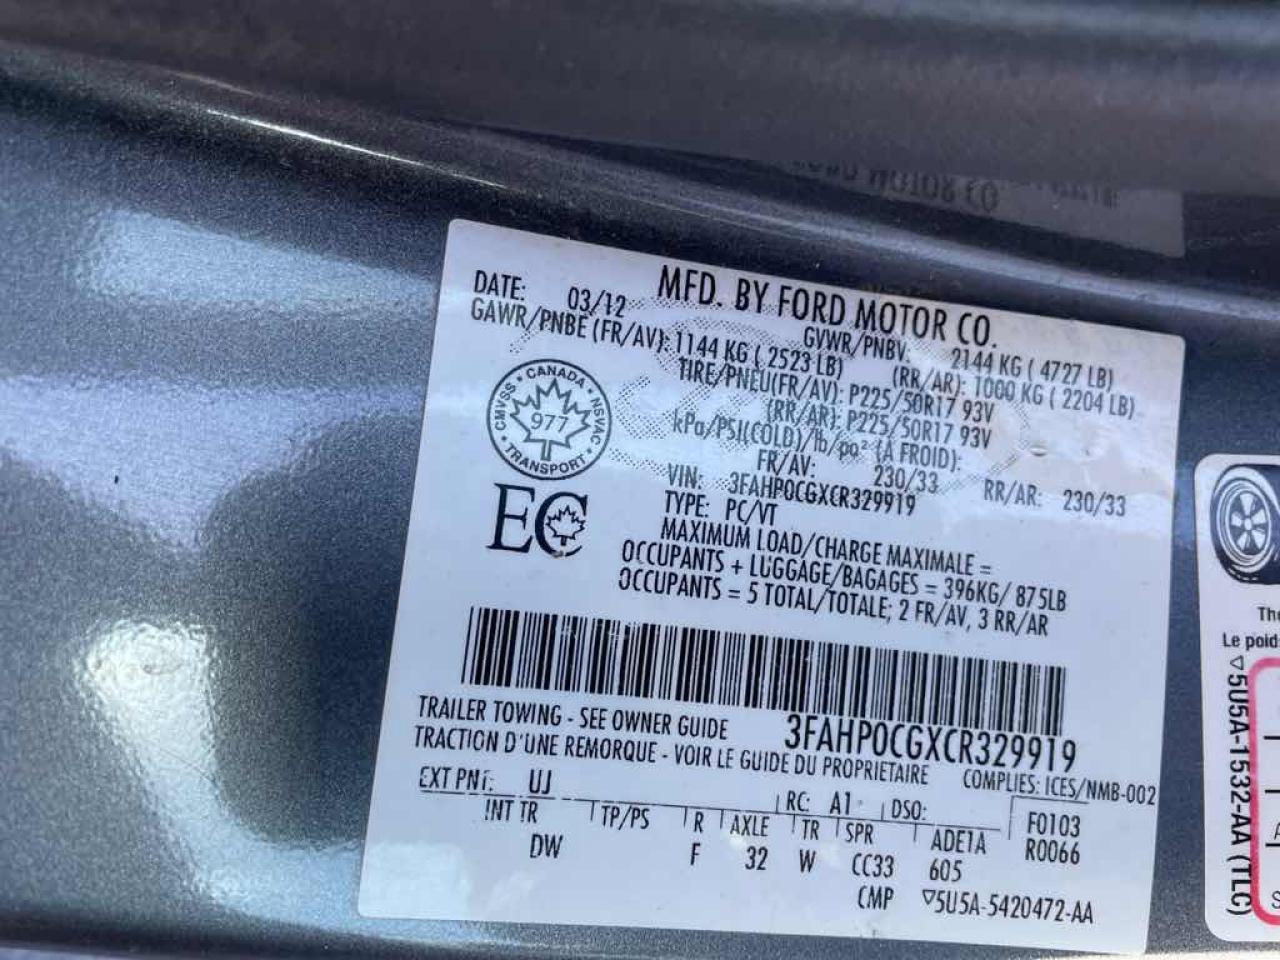 MFD. BY FORD MOTOR CO.
DATE: 03/12 GVWR/PNBV: 2144 KG ( 4727 LB)
GAWR/PNBE (FR/AV): 1144 KG ( 2523 LB) (RR/AR): 1000 KG ( 2204 LB)
TIRE/PNEU(FR/AV): P225/50R17 93V
(RR/AR): P225/50R17 93V
kPa/PSI(COLD)/lb/po² (A FROID):
FR/AV: 230/33 RR/AR: 230/33
VIN: 3FAHP0CGXCR329919
TYPE: PC/VT
MAXIMUM LOAD/CHARGE MAXIMALE =
OCCUPANTS + LUGGAGE/BAGAGES = 396KG/ 875LB
OCCUPANTS = 5 TOTAL/TOTALE; 2 FR/AV, 3 RR/AR
CANADA
CMVSS NSVAC
977
TRANSPORT
EC
3FAHP0CGXCR329919
TRAILER TOWING - SEE OWNER GUIDE
TRACTION D'UNE REMORQUE - VOIR LE GUIDE DU PROPRIETAIRE
COMPLIES: ICES/NMB-002
EXT PNT: UJ RC: A1 DSO: F0103
INT TR TP/PS R AXLE TR SPR ADE1A R0066
DW F 32 W CC33 605
CMP ▽5U5A-5420472-AA
Le poid
▽5U5A-1532-AA (TLC)